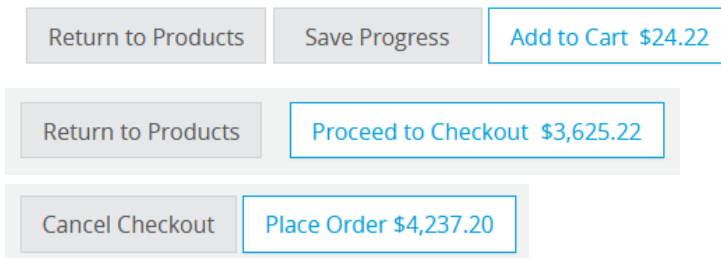 Return to Products Save Progress Add to Cart $24.22
Return to Products Proceed to Checkout $3,625.22
Cancel Checkout Place Order $4,237.20